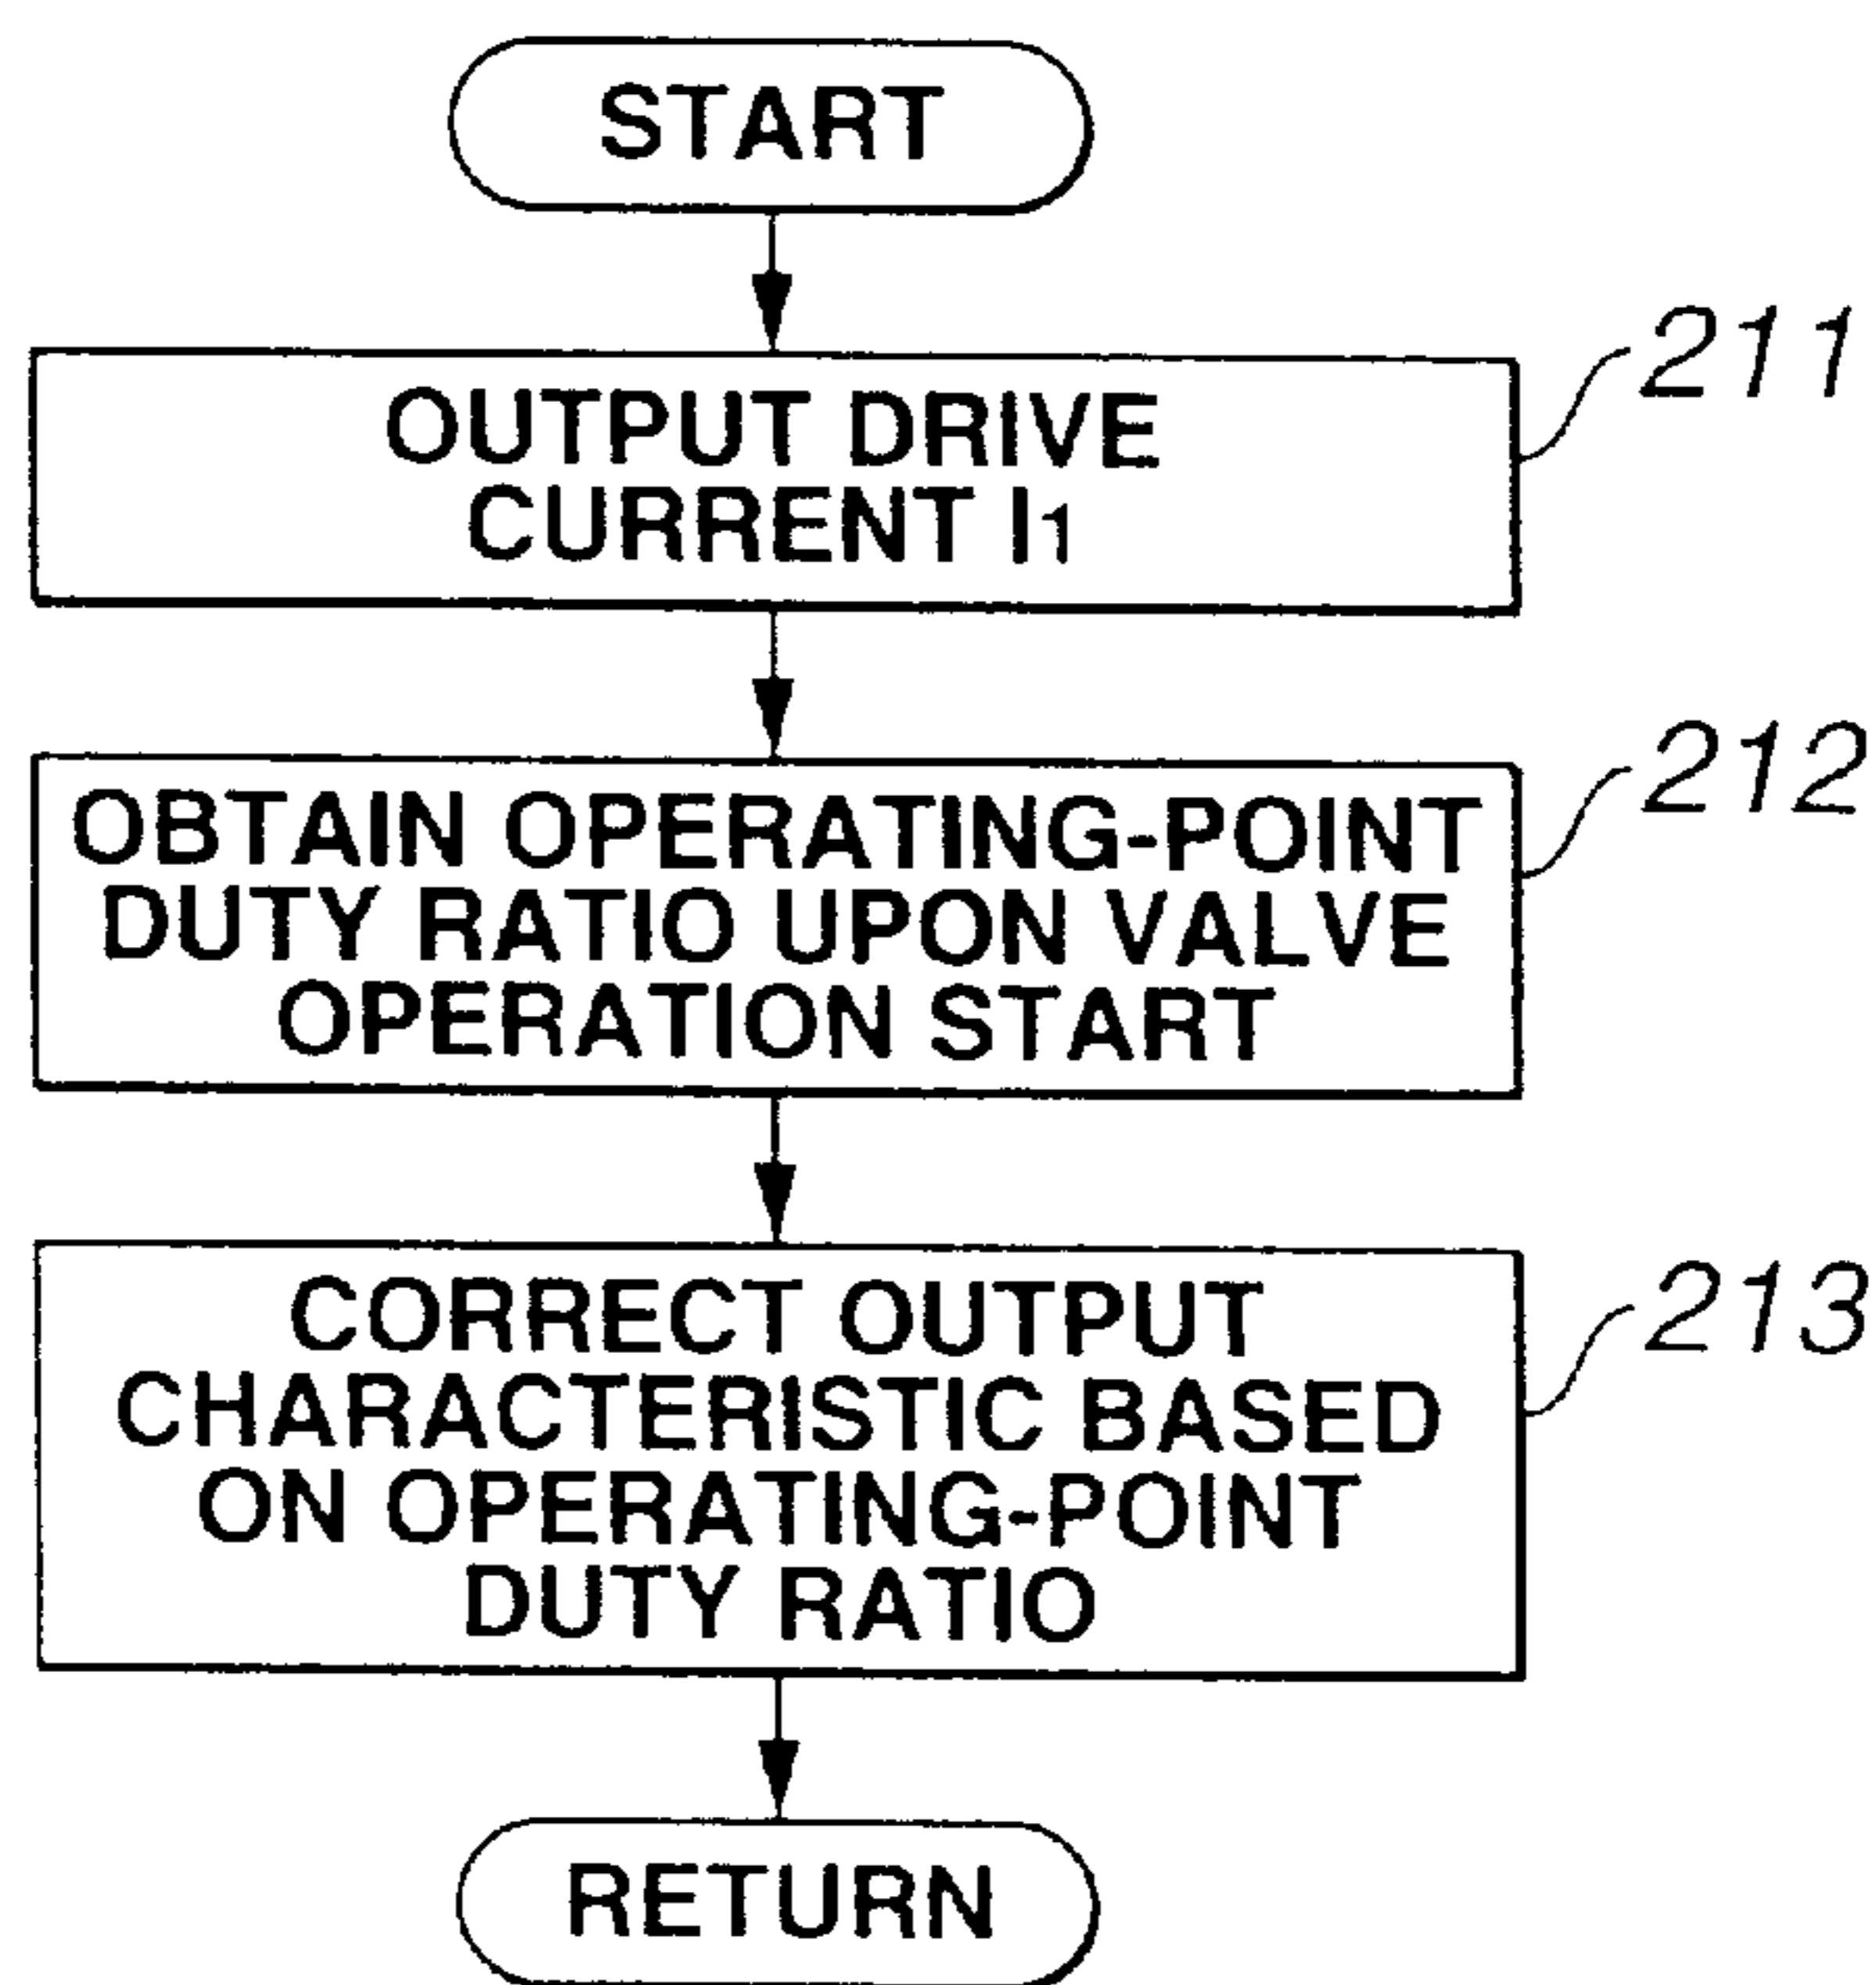 START
211
OUTPUT DRIVE
CURRENT I1
212
OBTAIN OPERATING-POINT
DUTY RATIO UPON VALVE
OPERATION START
213
CORRECT OUTPUT
CHARACTERISTIC BASED
ON OPERATING-POINT
DUTY RATIO
RETURN